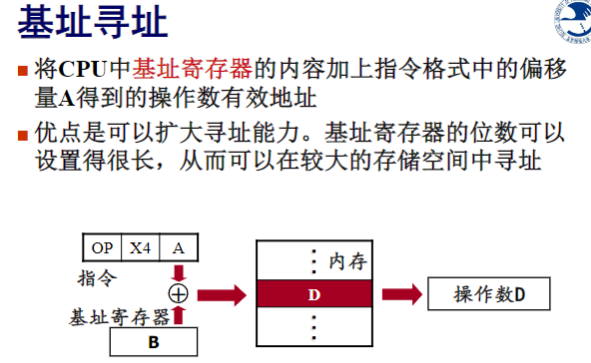 基址寻址
将CPU中基址寄存器的内容加上指令格式中的偏移
量A得到的操作数有效地址
优点是可以扩大寻址能力。基址寄存器的位数可以
设置得很长，从而可以在较大的存储空间中寻址
OP X4 A
指令
基址寄存器
B
内存
D
操作数D